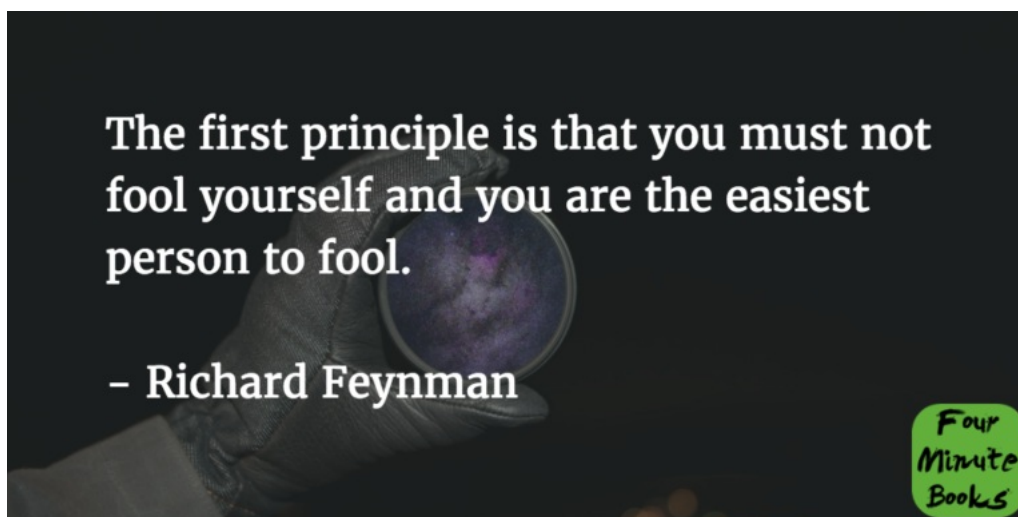 The first principle is that you must not
fool yourself and you are the easiest
person to fool.
– Richard Feynman
Four
Minute
Books